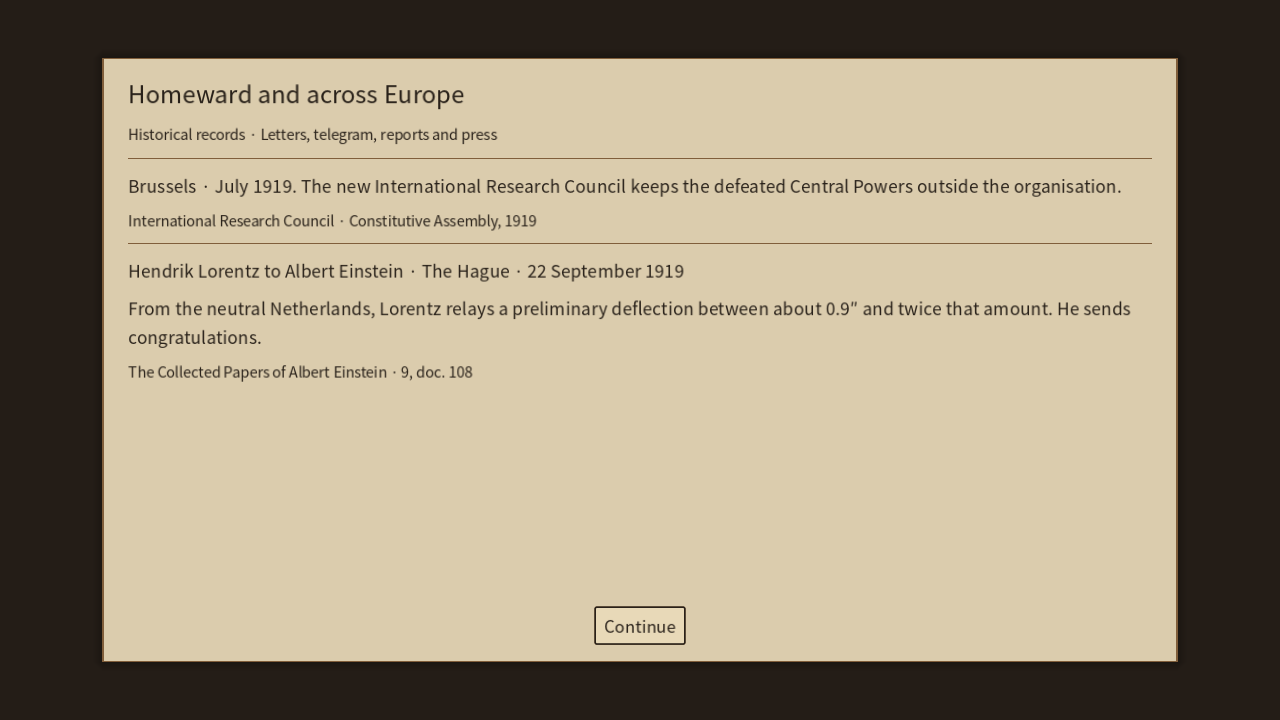 Homeward and across Europe
Historical records · Letters, telegram, reports and press
Brussels · July 1919. The new International Research Council keeps the defeated Central Powers outside the organisation.
International Research Council · Constitutive Assembly, 1919
Hendrik Lorentz to Albert Einstein · The Hague · 22 September 1919
From the neutral Netherlands, Lorentz relays a preliminary deflection between about 0.9″ and twice that amount. He sends
congratulations.
The Collected Papers of Albert Einstein · 9, doc. 108
Continue